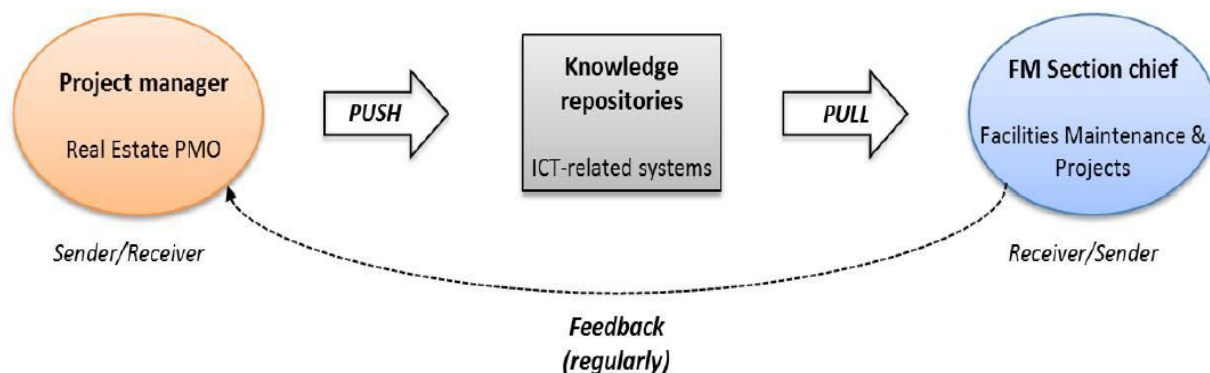 Project manager
Real Estate PMO
PUSH
Knowledge
repositories
ICT-related systems
PULL
FM Section chief
Facilities Maintenance &
Projects
Sender/Receiver
Receiver/Sender
Feedback
(regularly)